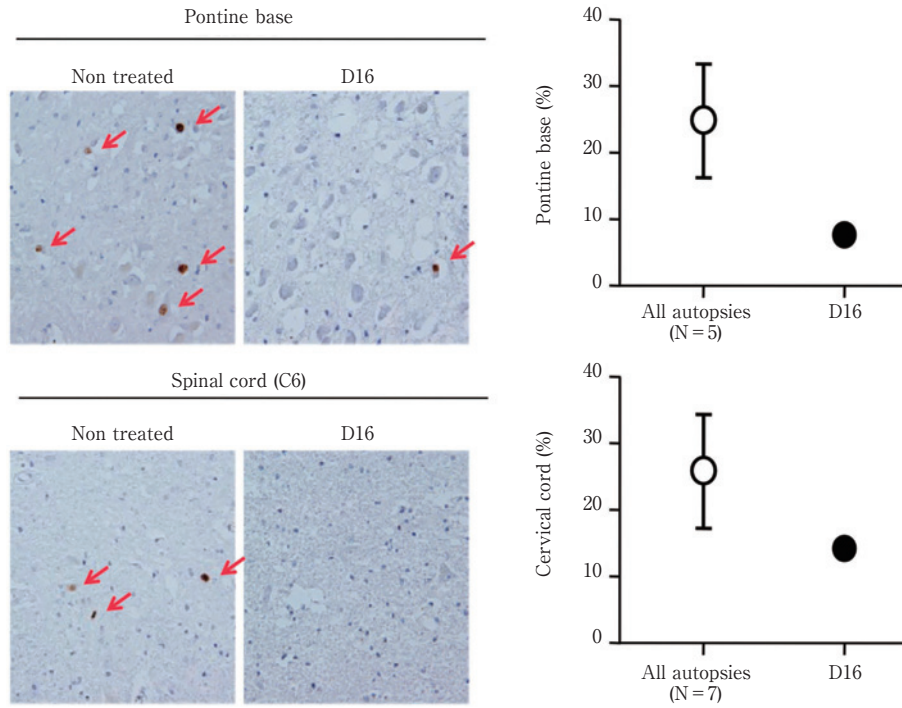 Pontine base
Non treated
D16
Spinal cord (C6)
Non treated
D16
Pontine base (%)
40
30
20
10
0
All autopsies
(N=5)
D16
Cervical cord (%)
40
30
20
10
0
All autopsies
(N=7)
D16